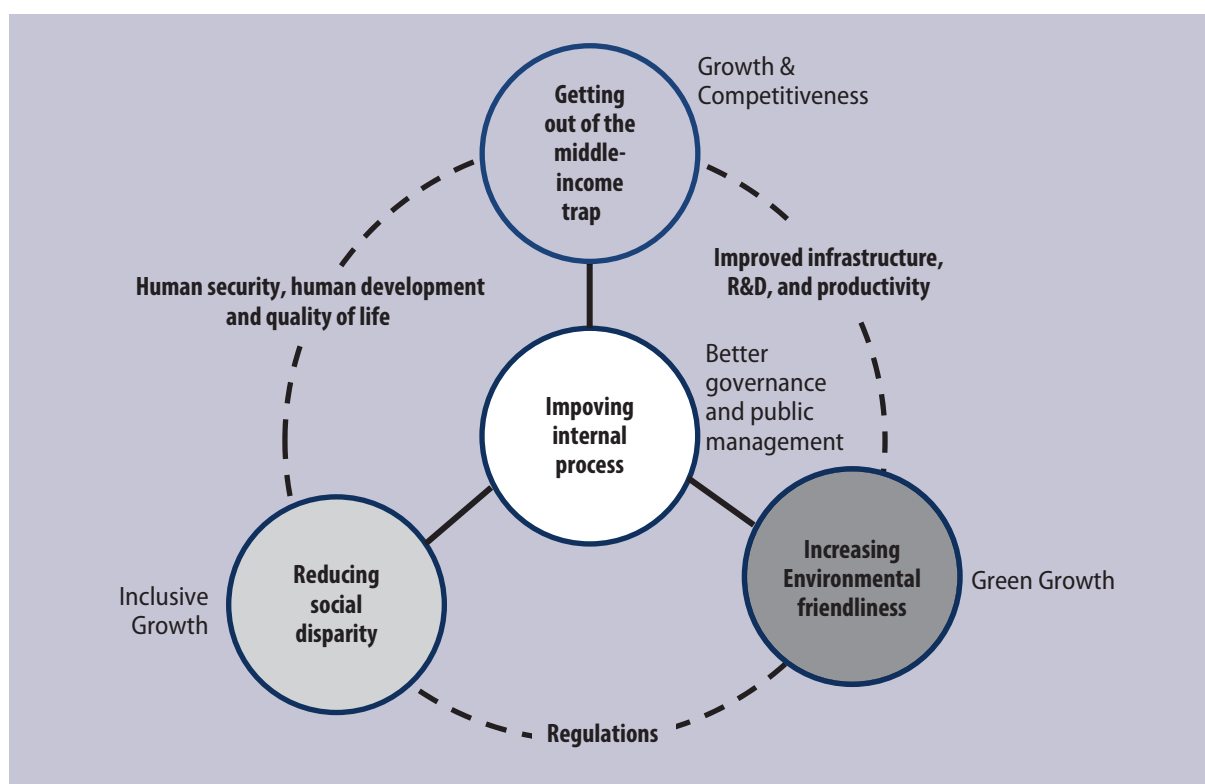 Growth &
Competitiveness
Getting
out of the
middle-
income
trap
Human security, human development
and quality of life
Improved infrastructure,
R&D, and productivity
Better
governance
and public
management
Impoving
internal
process
Inclusive
Growth
Reducing
social
disparity
Increasing
Environmental
friendliness
Green Growth
Regulations